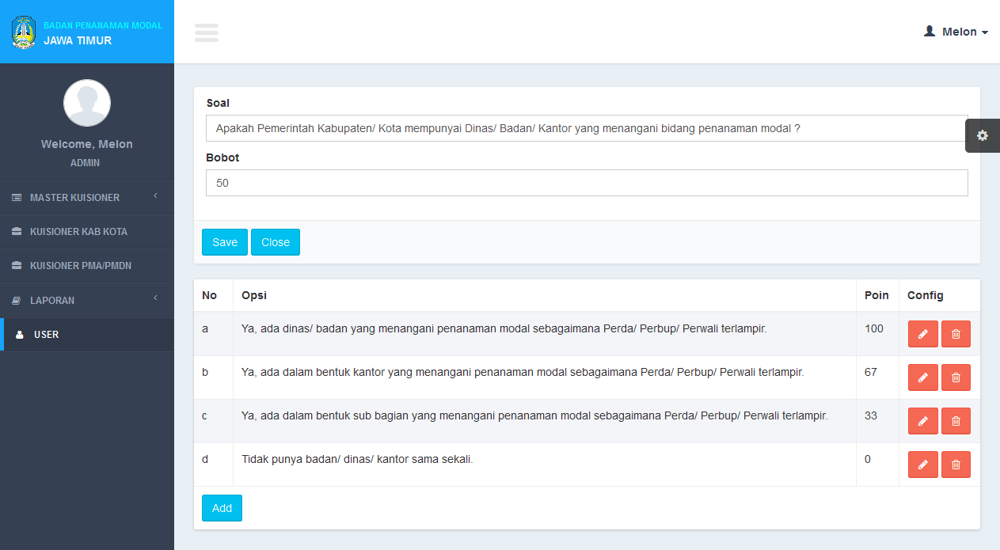 BADAN PENANAMAN MODAL
JAWA TIMUR
Melon
Welcome, Melon
ADMIN
MASTER KUISIONER
KUISIONER KAB KOTA
KUISIONER PMA/PMDN
LAPORAN
USER
Soal
Apakah Pemerintah Kabupaten/ Kota mempunyai Dinas/ Badan/ Kantor yang menangani bidang penanaman modal ?
Bobot
50
Save Close
No Opsi Poin Config
a Ya, ada dinas/ badan yang menangani penanaman modal sebagaimana Perda/ Perbup/ Perwali terlampir. 100
b Ya, ada dalam bentuk kantor yang menangani penanaman modal sebagaimana Perda/ Perbup/ Perwali terlampir. 67
c Ya, ada dalam bentuk sub bagian yang menangani penanaman modal sebagaimana Perda/ Perbup/ Perwali terlampir. 33
d Tidak punya badan/ dinas/ kantor sama sekali. 0
Add